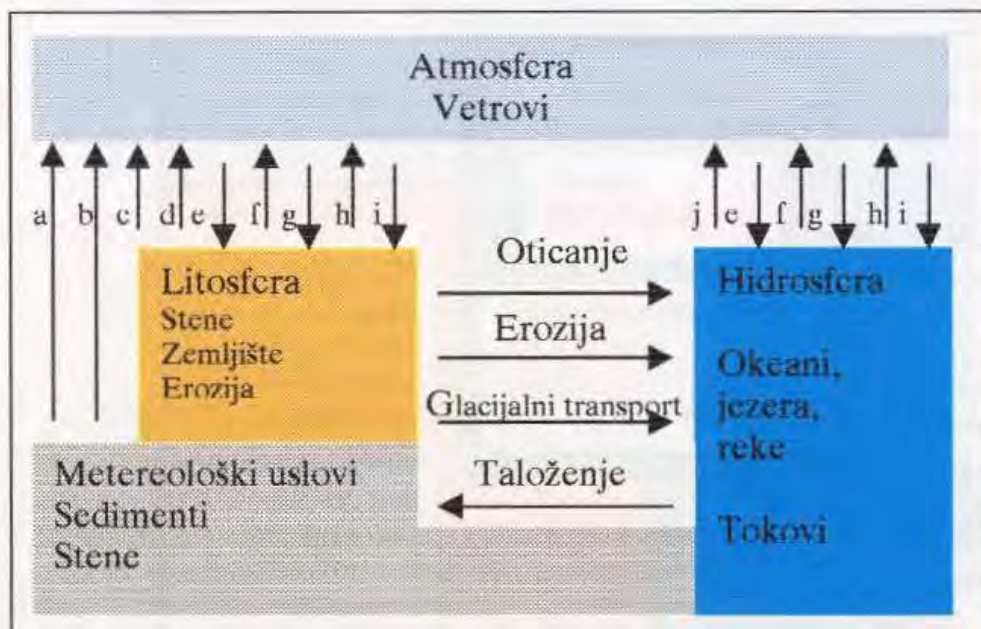 Atmosfera
Vetrovi
a b c d e f g h i j e f g h i
Litosfera
Stene
Zemljište
Erozija
Oticanje
Erozija
Glacijalni transport
Taloženje
Hidrosfera
Okeani,
jezera,
reke
Tokovi
Metereološki uslovi
Sedimenti
Stene